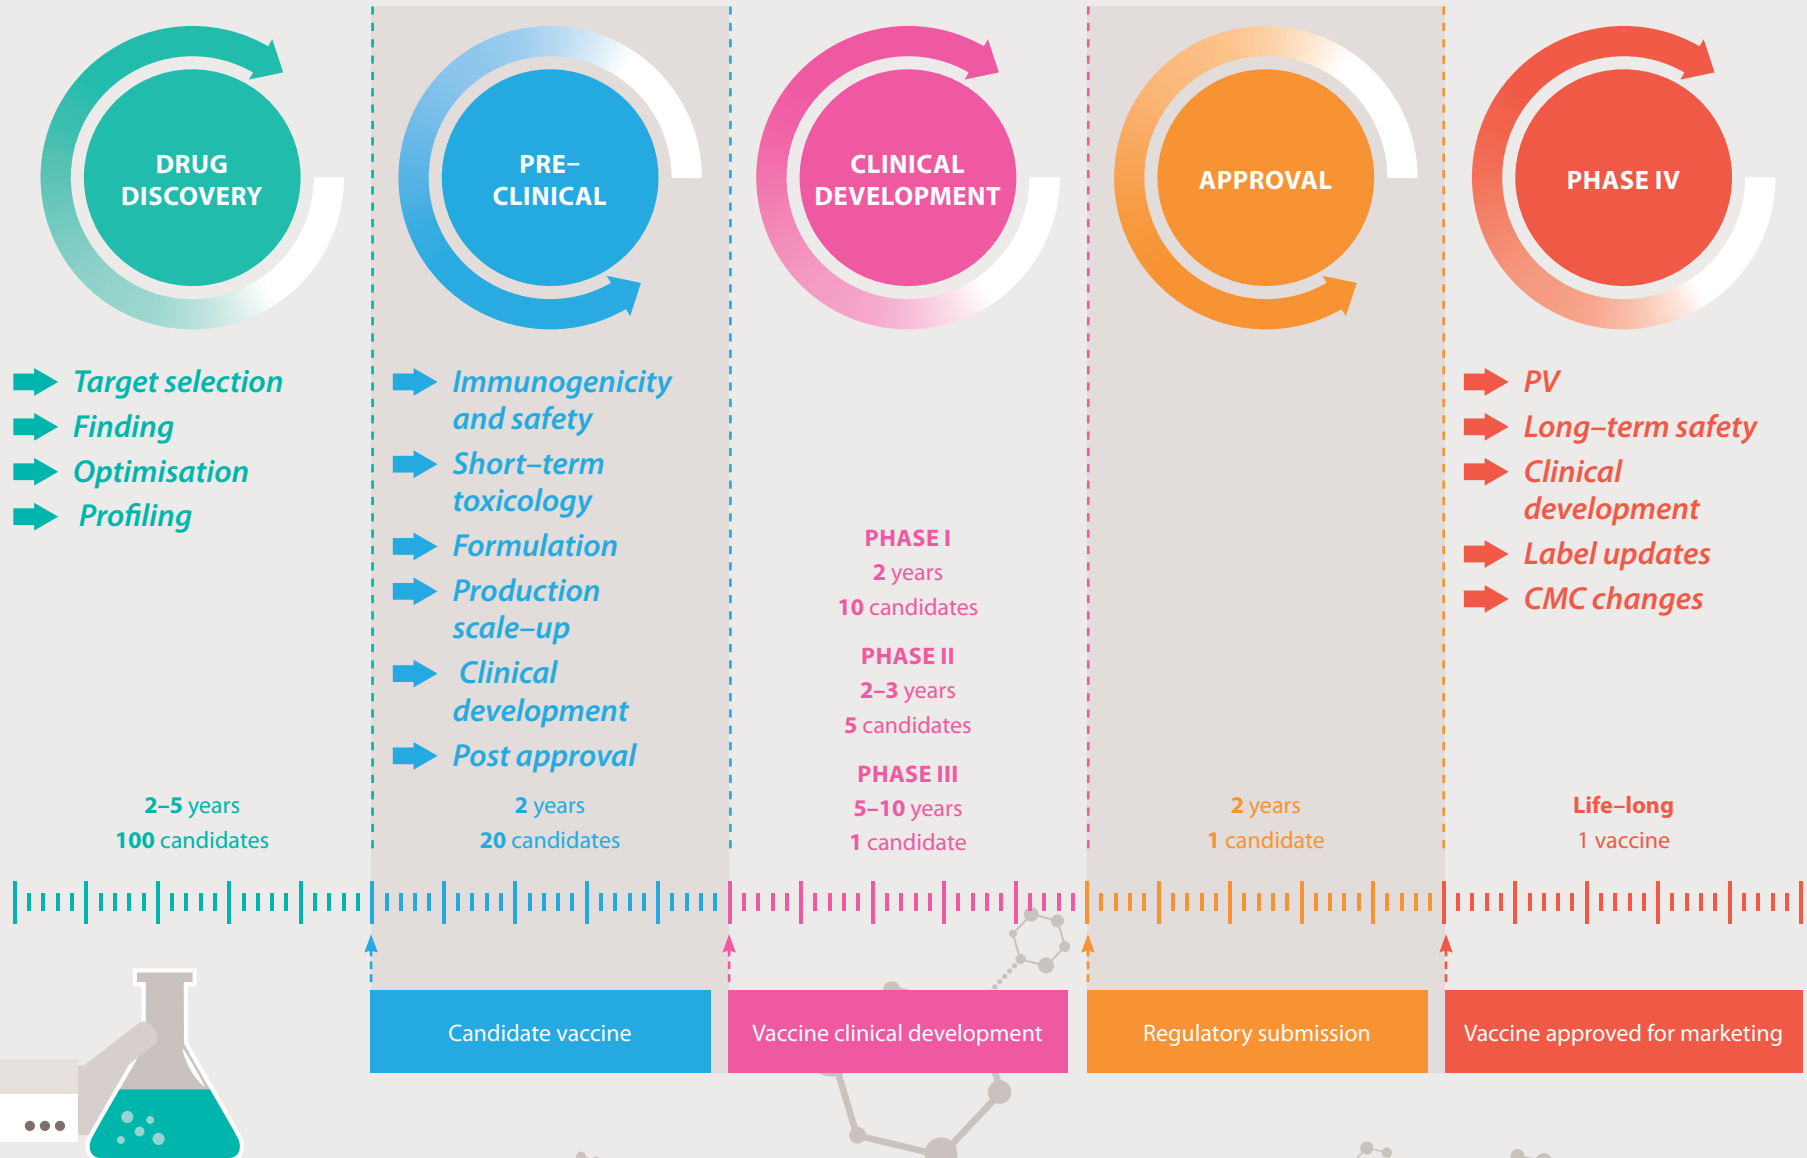 DRUG
DISCOVERY
Target selection
Finding
Optimisation
Profiling
2–5 years
100 candidates
PRE–
CLINICAL
Immunogenicity
and safety
Short–term
toxicology
Formulation
Production
scale–up
Clinical
development
Post approval
2 years
20 candidates
CLINICAL
DEVELOPMENT
PHASE I
2 years
10 candidates
PHASE II
2–3 years
5 candidates
PHASE III
5–10 years
1 candidate
APPROVAL
2 years
1 candidate
PHASE IV
PV
Long–term safety
Clinical
development
Label updates
CMC changes
Life–long
1 vaccine
Candidate vaccine
Vaccine clinical development
Regulatory submission
Vaccine approved for marketing